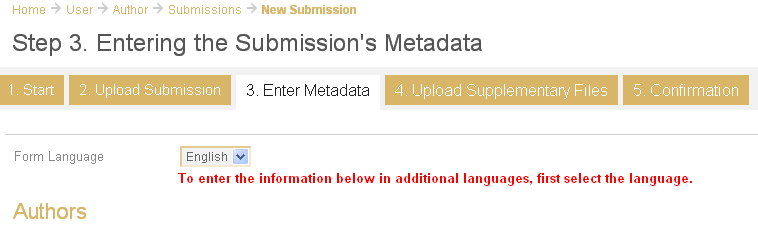 Home → User → Author → Submissions → New Submission
Step 3. Entering the Submission's Metadata
1. Start 2. Upload Submission 3. Enter Metadata 4. Upload Supplementary Files 5. Confirmation
Form Language English
To enter the information below in additional languages, first select the language.
Authors